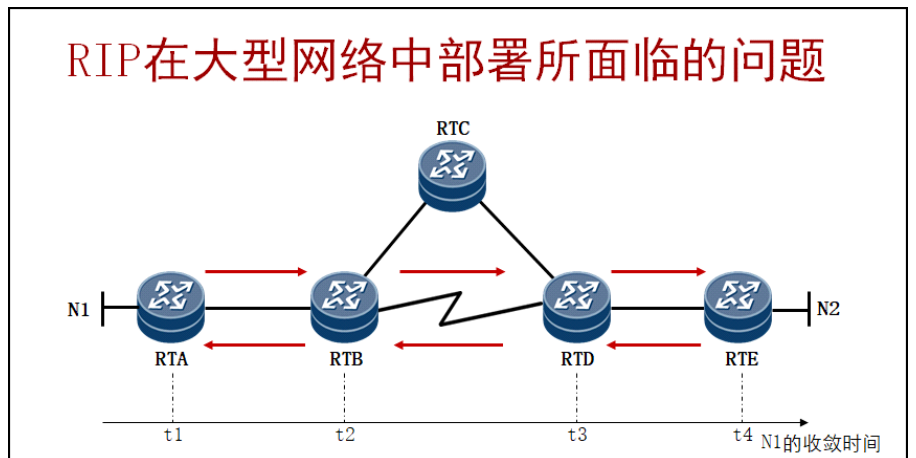 RIP在大型网络中部署所面临的问题
RTC
N1
N2
RTA
RTB
RTD
RTE
t1
t2
t3
t4
N1的收敛时间